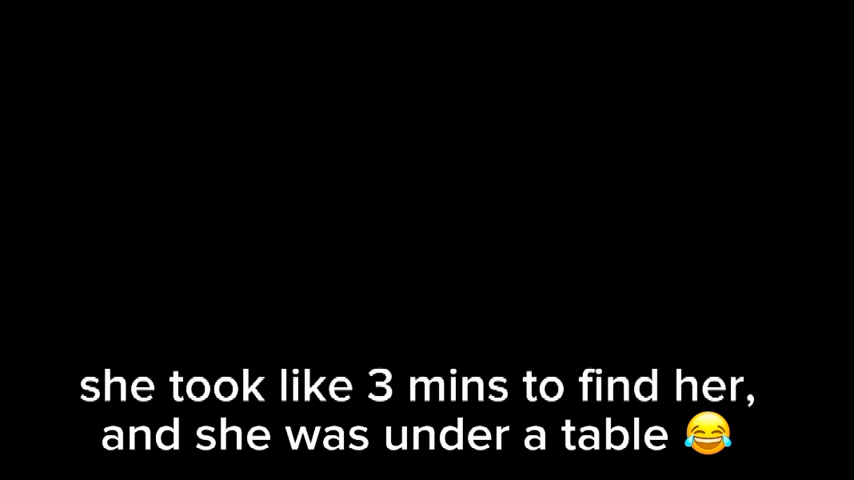 she took like 3 mins to find her,
and she was under a table 😂